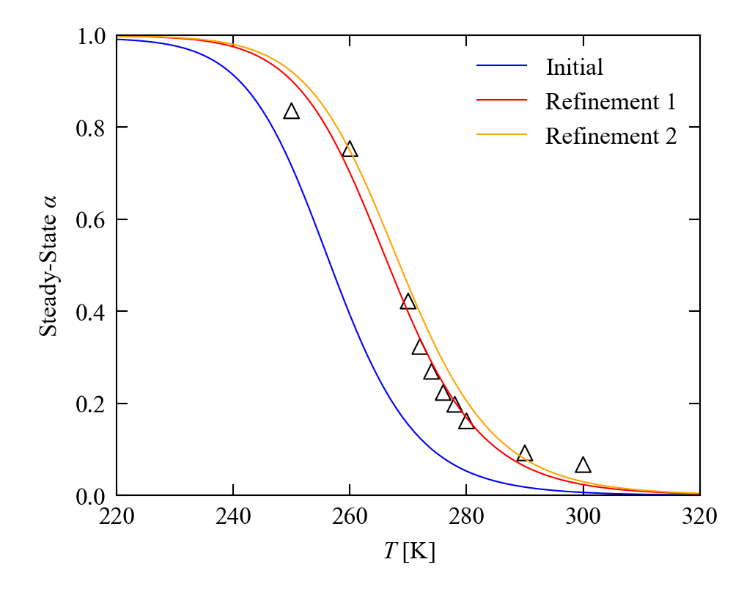 1.0
0.8
0.6
0.4
0.2
0.0
Steady-State α
220
240
260
280
300
320
T [K]
Initial
Refinement 1
Refinement 2